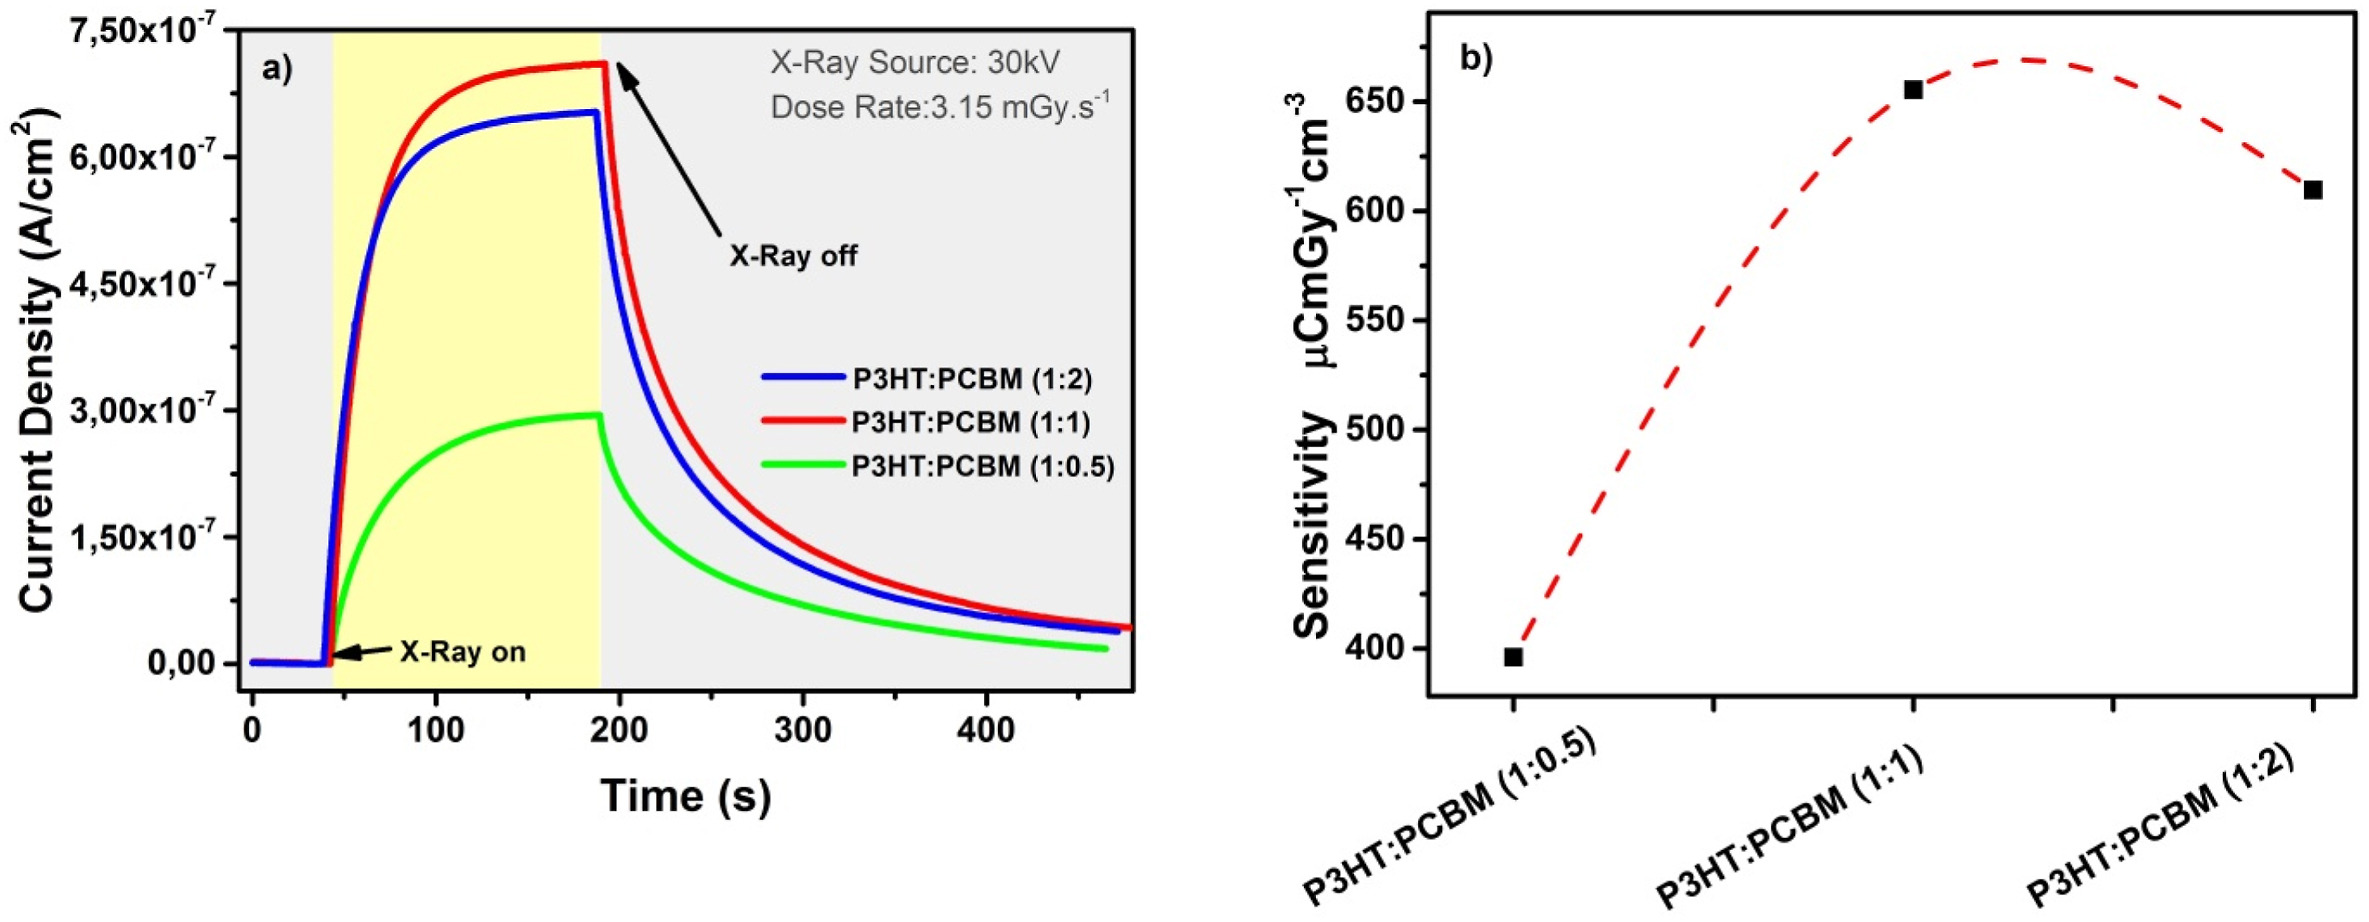 a)
X-Ray Source: 30kV
Dose Rate:3.15 mGy.s⁻¹
X-Ray off
P3HT:PCBM (1:2)
P3HT:PCBM (1:1)
P3HT:PCBM (1:0.5)
X-Ray on
Current Density (A/cm²)
7,50x10⁻⁷
6,00x10⁻⁷
4,50x10⁻⁷
3,00x10⁻⁷
1,50x10⁻⁷
0,00
0 100 200 300 400
Time (s)
b)
Sensitivity μCmGy⁻¹cm⁻³
650
600
550
500
450
400
P3HT:PCBM (1:0.5)
P3HT:PCBM (1:1)
P3HT:PCBM (1:2)